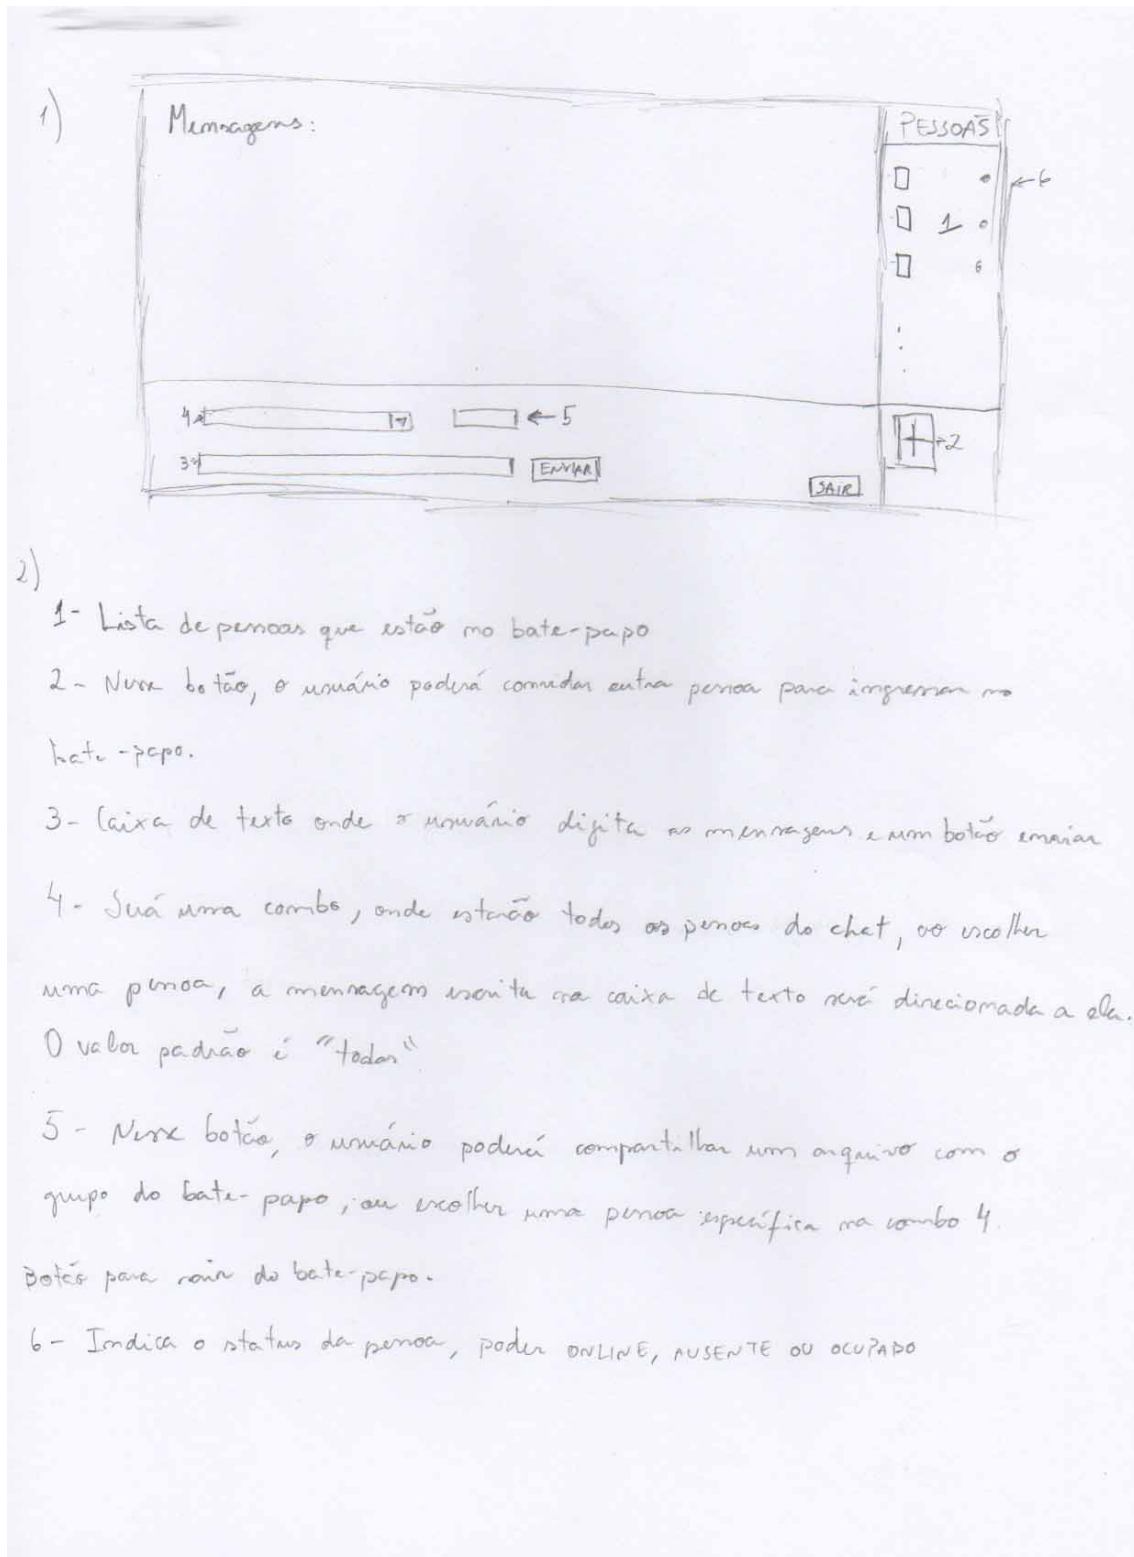 1)
Mensagens:
PESSOAS
←6
1
4→
←5
3→
ENVIAR
→2
SAIR
2)
1- Lista de pessoas que estão no bate-papo
2- Nesse botão, o usuário poderá convidar outra pessoa para ingressar no
bate-papo.
3- Caixa de texto onde o usuário digita as mensagens e um botão enviar
4- Será uma combo, onde estarão todas as pessoas do chat, ao escolher
uma pessoa, a mensagem escrita na caixa de texto será direcionada a ela.
O valor padrão é "todos"
5- Nesse botão, o usuário poderá compartilhar um arquivo com o
grupo do bate-papo, ou escolher uma pessoa específica na combo 4.
Botão para sair do bate-papo.
6- Indica o status da pessoa, poder ONLINE, AUSENTE OU OCUPADO